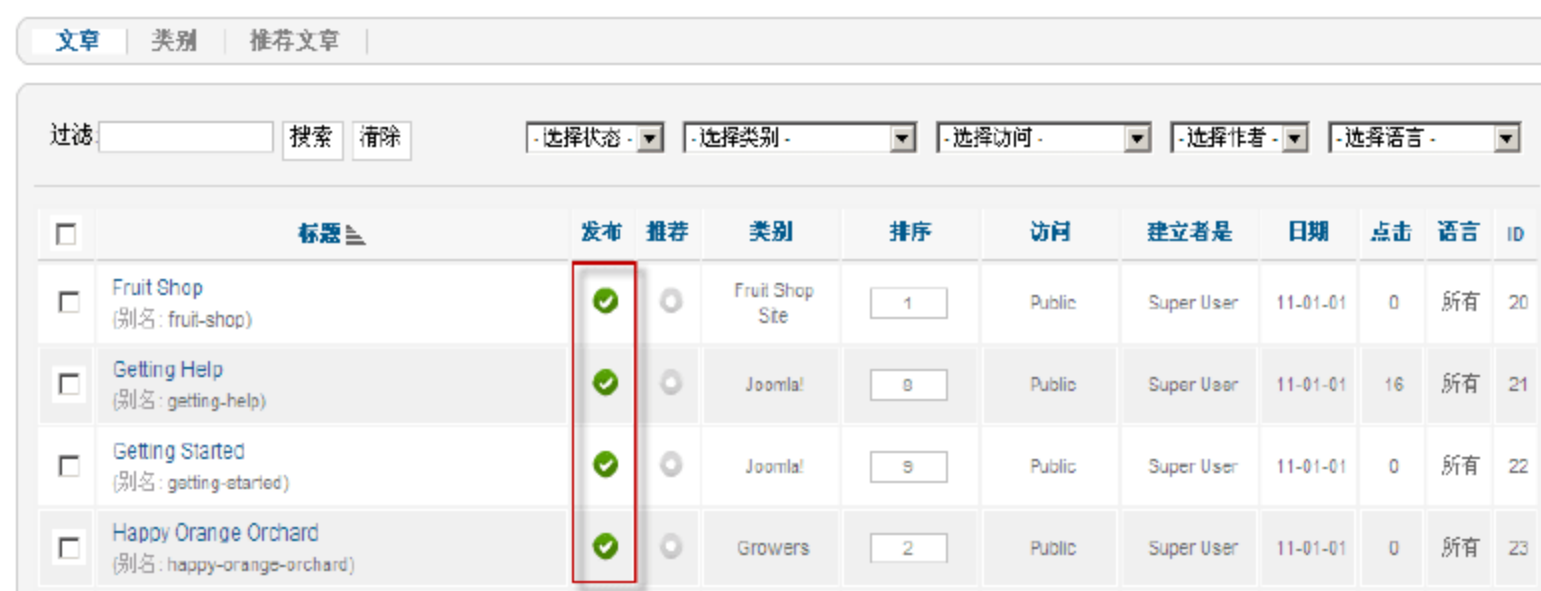 文章 类别 推荐文章
过滤: 搜索 清除 - 选择状态 - - 选择类别 - - 选择访问 - - 选择作者 - - 选择语言 -
标题 发布 推荐 类别 排序 访问 建立者是 日期 点击 语言 ID
Fruit Shop
(别名: fruit-shop)
Fruit Shop
Site
1 Public Super User 11-01-01 0 所有 20
Getting Help
(别名: getting-help)
Joomla! 8 Public Super User 11-01-01 16 所有 21
Getting Started
(别名: getting-started)
Joomla! 9 Public Super User 11-01-01 0 所有 22
Happy Orange Orchard
(别名: happy-orange-orchard)
Growers 2 Public Super User 11-01-01 0 所有 23